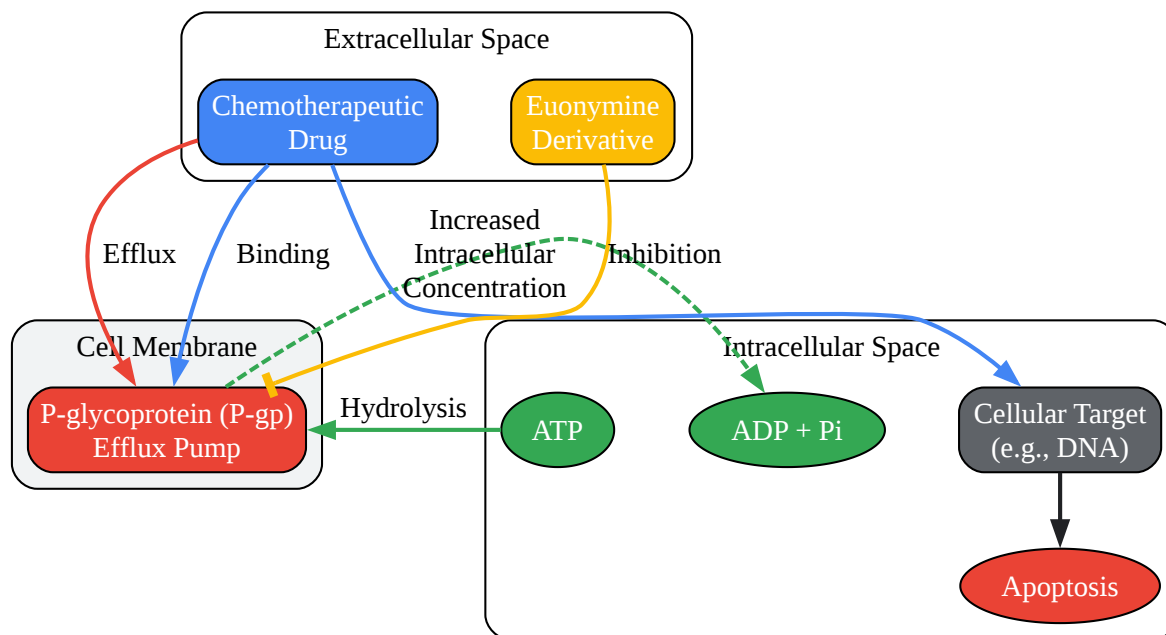 Extracellular Space
Chemotherapeutic
Drug
Euonymine
Derivative
Efflux
Binding
Increased
Intracellular
Concentration
Inhibition
Cell Membrane
P-glycoprotein (P-gp)
Efflux Pump
Hydrolysis
Intracellular Space
ATP
ADP + Pi
Cellular Target
(e.g., DNA)
Apoptosis